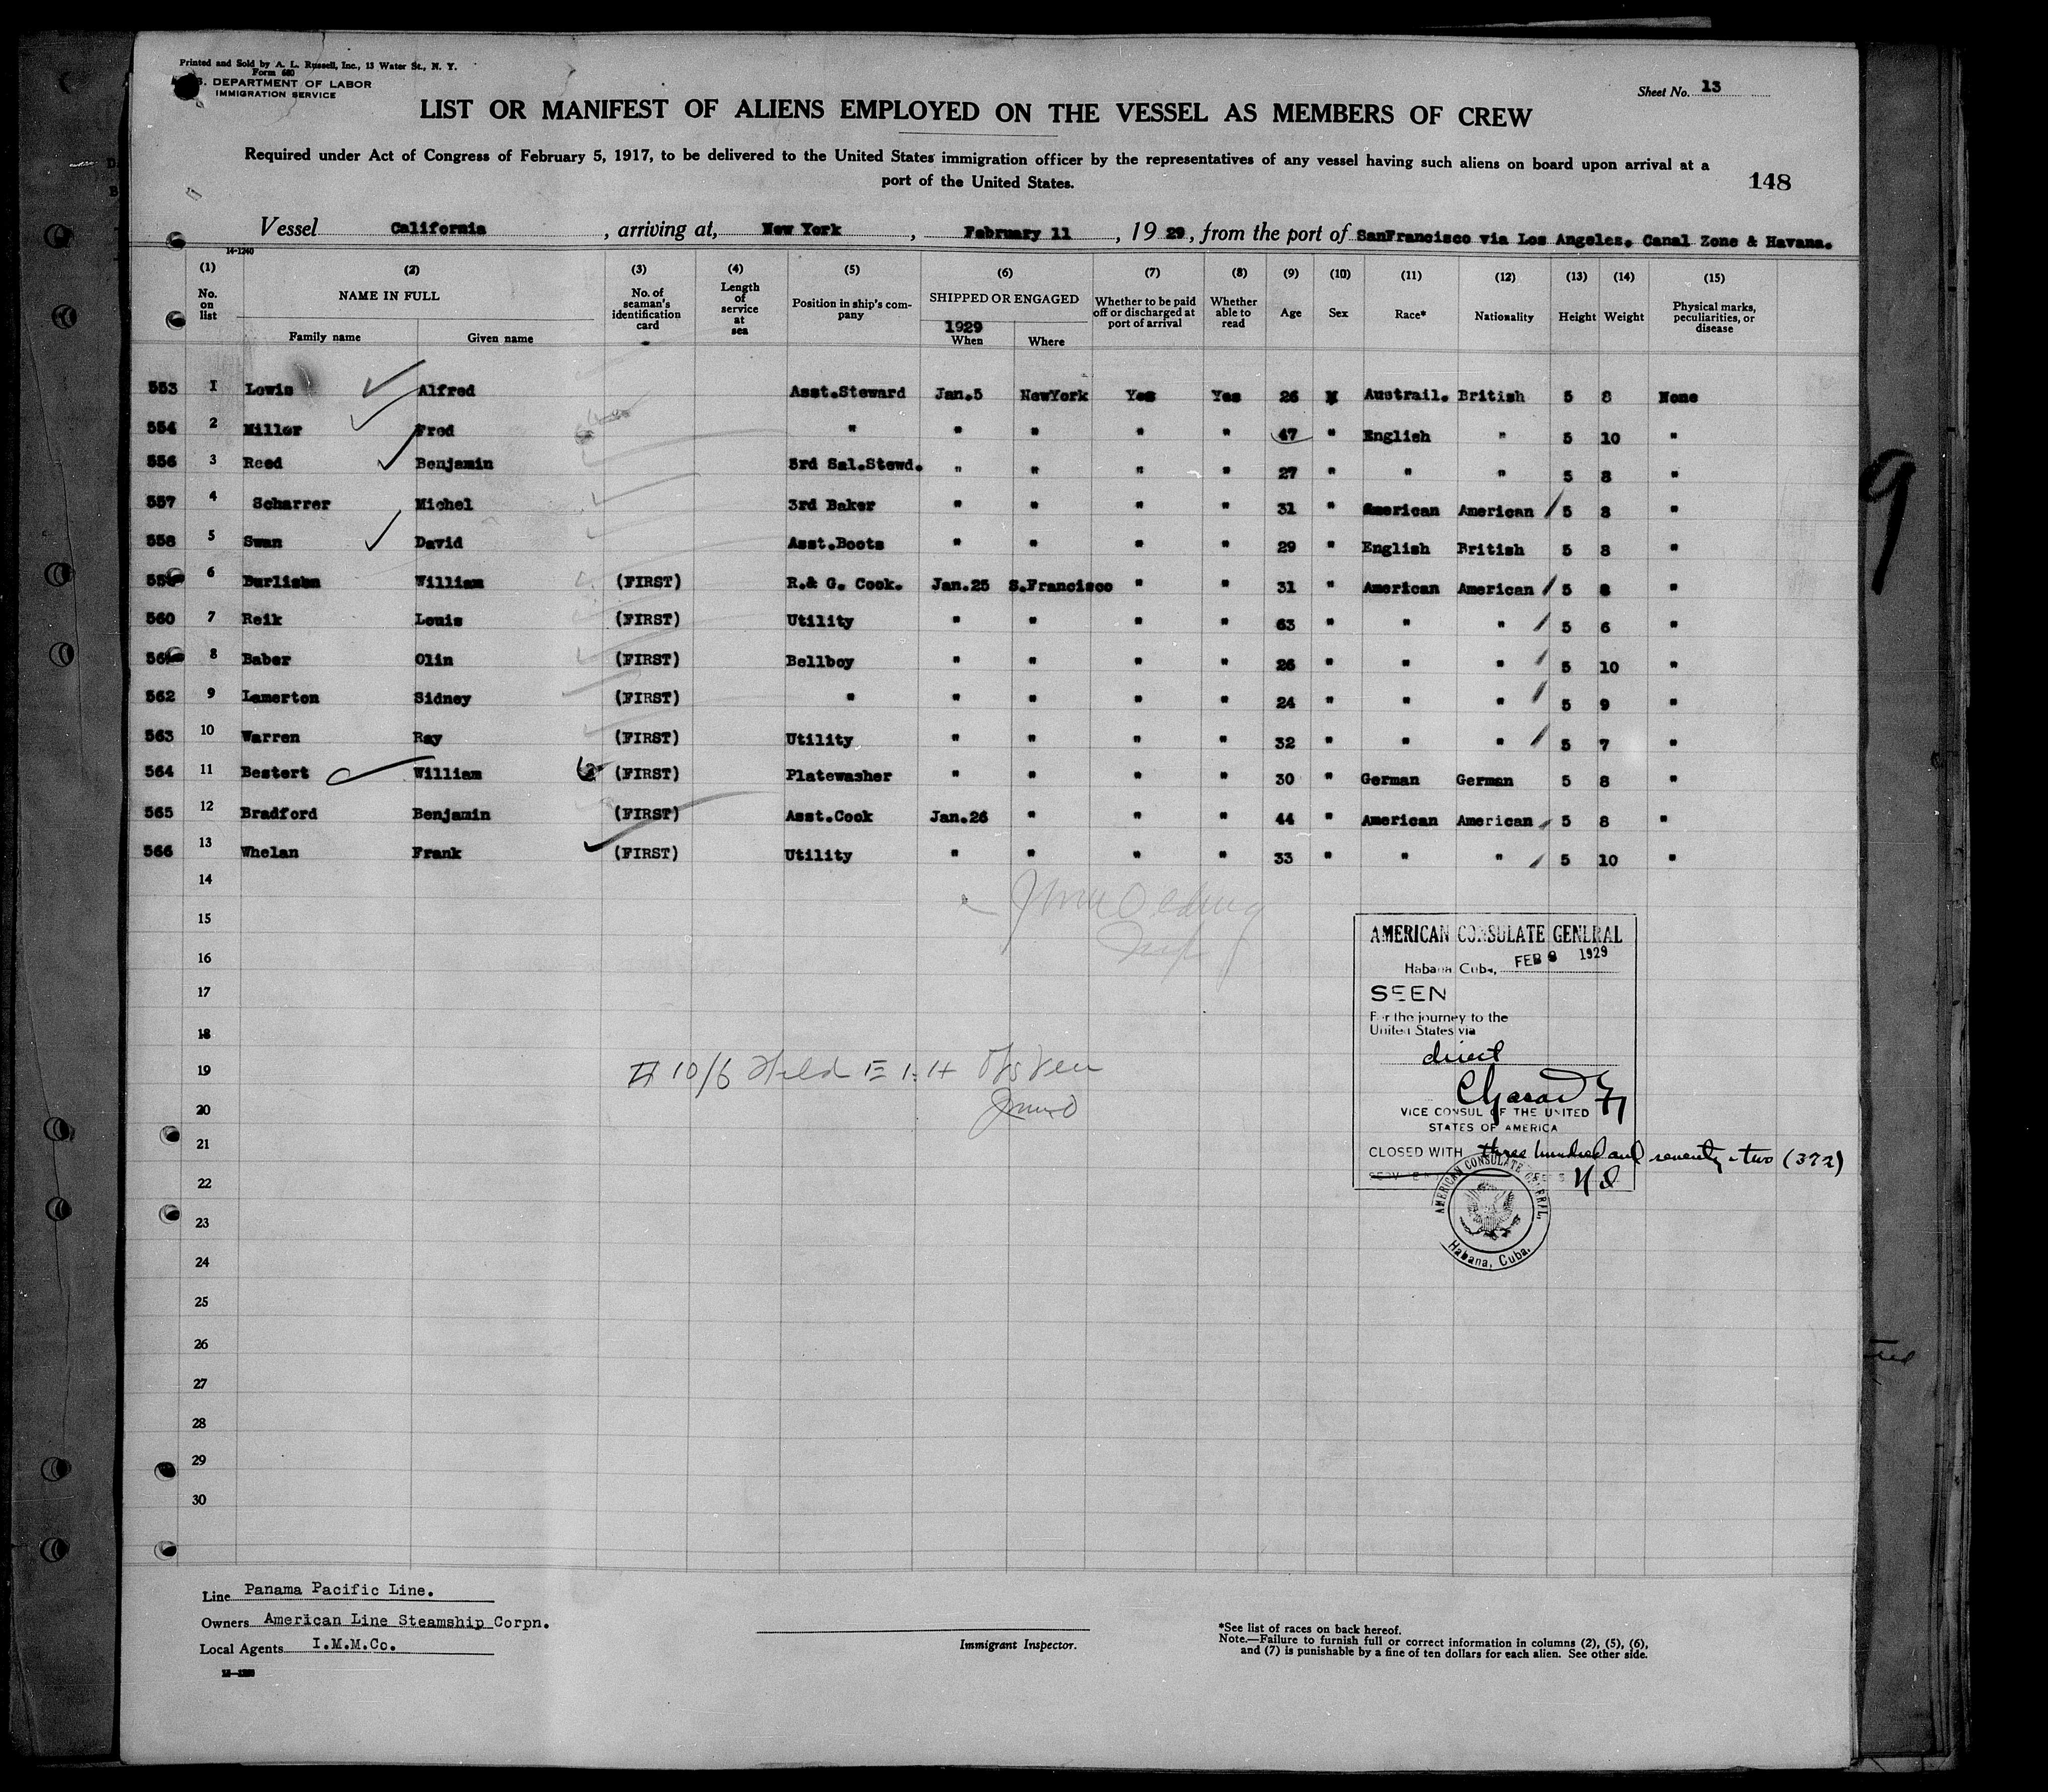 Printed and Sold by A. L. Russell, Inc., 13 Water St., N. Y.
Form 680
S. DEPARTMENT OF LABOR
IMMIGRATION SERVICE
Sheet No. 13
LIST OR MANIFEST OF ALIENS EMPLOYED ON THE VESSEL AS MEMBERS OF CREW
Required under Act of Congress of February 5, 1917, to be delivered to the United States immigration officer by the representatives of any vessel having such aliens on board upon arrival at a
port of the United States.
148
Vessel California , arriving at, New York , February 11 , 19 29, from the port of SanFrancisco via Los Angeles. Canal Zone & Havana.
14-1240
(1) (2) (3) (4) (5) (6) (7) (8) (9) (10) (11) (12) (13) (14) (15)
No. on list NAME IN FULL No. of seaman's identification card Length of service at sea Position in ship's company SHIPPED OR ENGAGED Whether to be paid off or discharged at port of arrival Whether able to read Age Sex Race* Nationality Height Weight Physical marks, peculiarities, or disease
Family name Given name 1929 When Where
553 1 Lowis Alfred Asst.Steward Jan.5 NewYork Yes Yes 26 M Austrail. British 5 8 None
554 2 Miller Fred " " " " " 47 " English " 5 10 "
556 3 Reed Benjamin 3rd Sal.Stewd. " " " " 27 " " " 5 8 "
557 4 Scharrer Michel 3rd Baker " " " " 31 " American American 5 8 "
558 5 Swan David Asst.Boots " " " " 29 " English British 5 8 "
6 William (FIRST) R.& G. Cook. Jan.25 S.Francisco " " 31 " American American 5 8 "
560 7 Reik Louis (FIRST) Utility " " " " 63 " " " 5 6 "
8 Baber Olin (FIRST) Bellboy " " " " 26 " " " 5 10 "
562 9 Lamerton Sidney (FIRST) " " " " " 24 " " " 5 9 "
563 10 Warren Ray (FIRST) Utility " " " " 32 " " " 5 7 "
564 11 Bestert William (FIRST) Platewasher " " " " 30 " German German 5 8 "
565 12 Bradford Benjamin (FIRST) Asst.Cook Jan.26 " " " 44 " American American 5 8 "
566 13 Whelan Frank (FIRST) Utility " " " " 33 " " " 5 10 "
14
15
16
17
18
19
20
21
22
23
24
25
26
27
28
29
30
AMERICAN CONSULATE GENERAL
Habana, Cuba, FEB 8 1929
SEEN
For the journey to the
United States via
direct
VICE CONSUL OF THE UNITED
STATES OF AMERICA
CLOSED WITH three hundred and seventy-two (372)
AMERICAN CONSULATE GENERAL,
Habana, Cuba.
10/6 Held
Line Panama Pacific Line.
Owners American Line Steamship Corpn.
Local Agents I.M.M.Co.
Immigrant Inspector.
*See list of races on back hereof.
Note.—Failure to furnish full or correct information in columns (2), (5), (6),
and (7) is punishable by a fine of ten dollars for each alien. See other side.
9